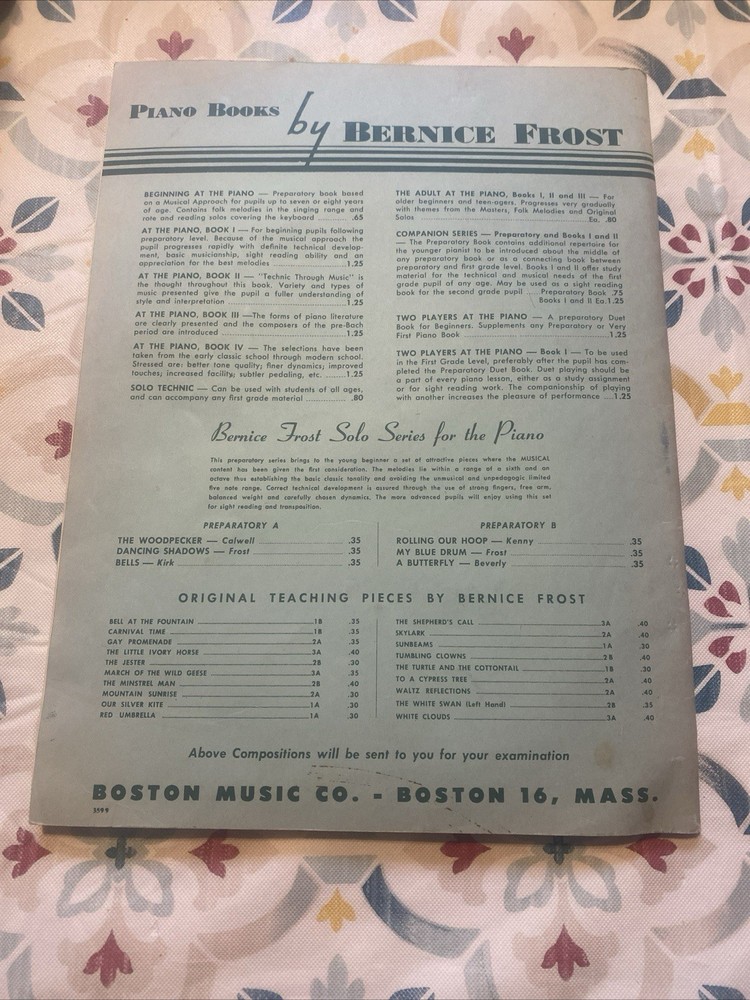 PIANO BOOKS by BERNICE FROST
BEGINNING AT THE PIANO — Preparatory book based
on a Musical Approach for pupils up to seven or eight years
of age. Contains folk melodies in the singing range and
rote and reading solos covering the keyboard .65
AT THE PIANO, BOOK I — For beginning pupils following
preparatory level. Because of the musical approach the
pupil progresses rapidly with definite technical develop-
ment, basic musicianship, sight reading ability and an
appreciation for the best melodies 1.25
AT THE PIANO, BOOK II — "Technic Through Music" is
the thought throughout this book. Variety and types of
music presented give the pupil a fuller understanding of
style and interpretation 1.25
AT THE PIANO, BOOK III — The forms of piano literature
are clearly presented and the composers of the pre-Bach
period are introduced 1.25
AT THE PIANO, BOOK IV — The selections have been
taken from the early classic school through modern school.
Stressed are: better tone quality; finer dynamics; improved
touches; increased facility; subtler pedaling, etc. 1.25
SOLO TECHNIC — Can be used with students of all ages,
and can accompany any first grade material .80
THE ADULT AT THE PIANO, Books I, II and III — For
older beginners and teen-agers. Progresses very gradually
with themes from the Masters, Folk Melodies and Original
Solos Ea. .80
COMPANION SERIES — Preparatory and Books I and II
— The Preparatory Book contains additional repertoire for
the younger pianist to be introduced about the middle of
any preparatory book or as a connecting book between
preparatory and first grade level. Books I and II offer study
material for the technical and musical needs of the first
grade pupil of any age. May be used as a sight reading
book for the second grade pupil Preparatory Book .75
Books I and II Ea. 1.25
TWO PLAYERS AT THE PIANO — A preparatory Duet
Book for Beginners. Supplements any Preparatory or Very
First Piano Book 1.25
TWO PLAYERS AT THE PIANO — Book I — To be used
in the First Grade Level, preferably after the pupil has com-
pleted the Preparatory Duet Book. Duet playing should be
a part of every piano lesson, either as a study assignment
or for sight reading work. The companionship of playing
with another increases the pleasure of performance 1.25
Bernice Frost Solo Series for the Piano
This preparatory series brings to the young beginner a set of attractive pieces where the MUSICAL
content has been given the first consideration. The melodies lie within a range of a sixth and an
octave thus establishing the basic classic tonality and avoiding the unmusical and unpedagogic limited
five note range. Correct technical development is assured through the use of strong fingers, free arm,
balanced weight and carefully chosen dynamics. The more advanced pupils will enjoy using this set
for sight reading and transposition.
PREPARATORY A
THE WOODPECKER — Calwell .35
DANCING SHADOWS — Frost .35
BELLS — Kirk .35
PREPARATORY B
ROLLING OUR HOOP — Kenny .35
MY BLUE DRUM — Frost .35
A BUTTERFLY — Beverly .35
ORIGINAL TEACHING PIECES BY BERNICE FROST
BELL AT THE FOUNTAIN 1B .35
CARNIVAL TIME 1B .35
GAY PROMENADE 2A .35
THE LITTLE IVORY HORSE 3A .40
THE JESTER 2B .30
MARCH OF THE WILD GEESE 3A .35
THE MINSTREL MAN 2B .40
MOUNTAIN SUNRISE 2A .30
OUR SILVER KITE 1A .30
RED UMBRELLA 1A .30
THE SHEPHERD'S CALL 3A .40
SKYLARK 2A .40
SUNBEAMS 1A .30
TUMBLING CLOWNS 2B .40
THE TURTLE AND THE COTTONTAIL 1B .30
TO A CYPRESS TREE 2A .40
WALTZ REFLECTIONS 2A .40
THE WHITE SWAN (Left Hand) 2B .35
WHITE CLOUDS 3A .40
Above Compositions will be sent to you for your examination
BOSTON MUSIC CO. - BOSTON 16, MASS.